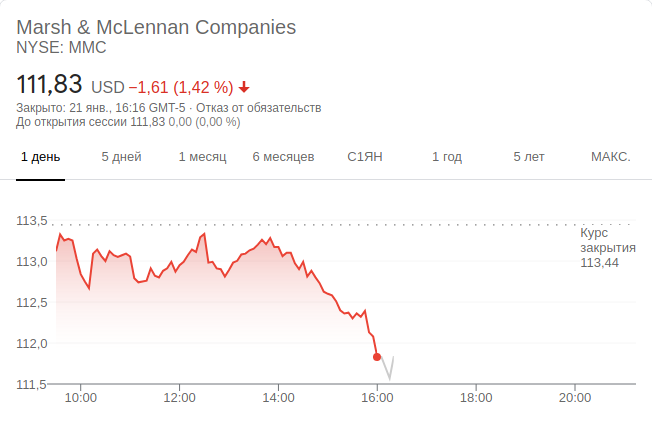 Marsh & McLennan Companies
NYSE: MMC
111,83 USD −1,61 (1,42 %)
Закрыто: 21 янв., 16:16 GMT-5 · Отказ от обязательств
До открытия сессии 111,83 0,00 (0,00 %)
1 день 5 дней 1 месяц 6 месяцев С1ЯН 1 год 5 лет МАКС.
113,5
Курс
закрытия
113,44
113,0
112,5
112,0
111,5
10:00 12:00 14:00 16:00 18:00 20:00